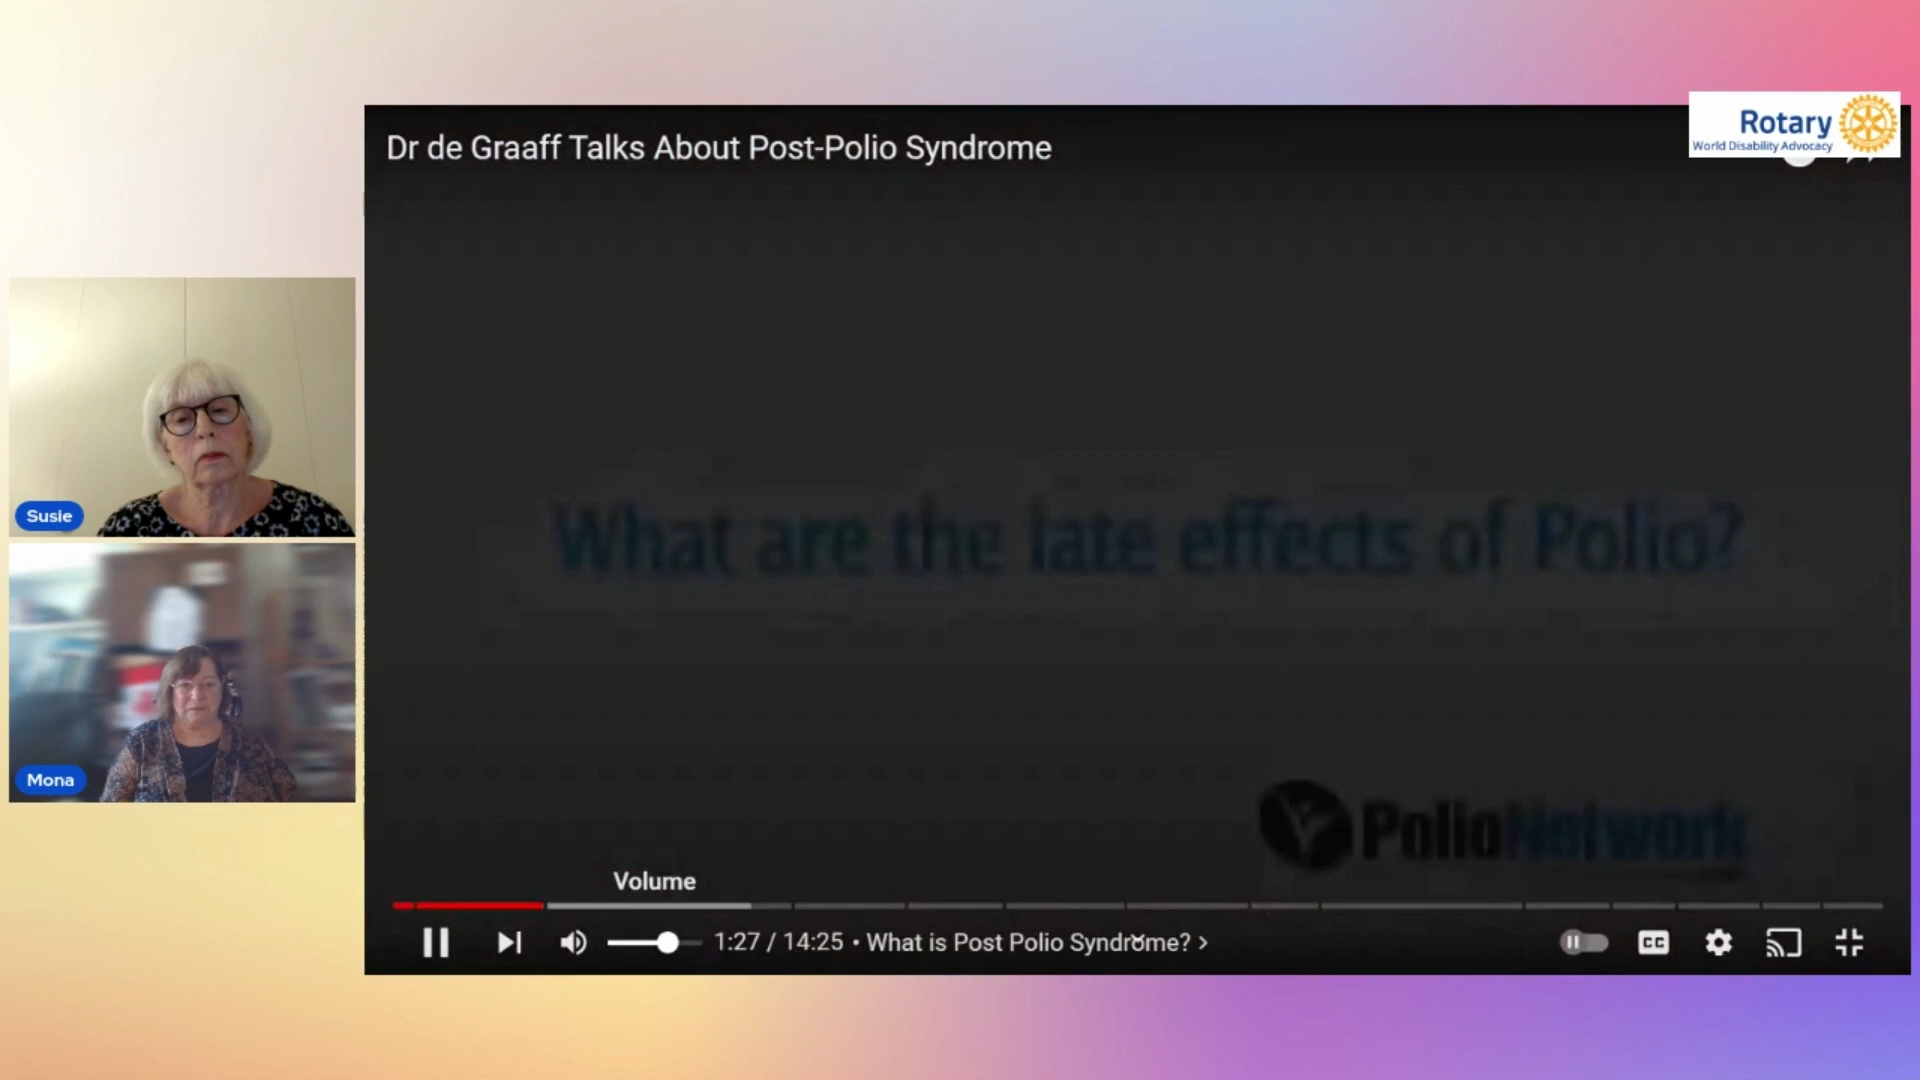 Dr de Graaff Talks About Post-Polio Syndrome
Rotary
World Disability Advocacy
What are the late effects of Polio?
Susie
Mona
PolioNetwork
Volume
1:27 / 14:25 • What is Post Polio Syndrome? >
CC